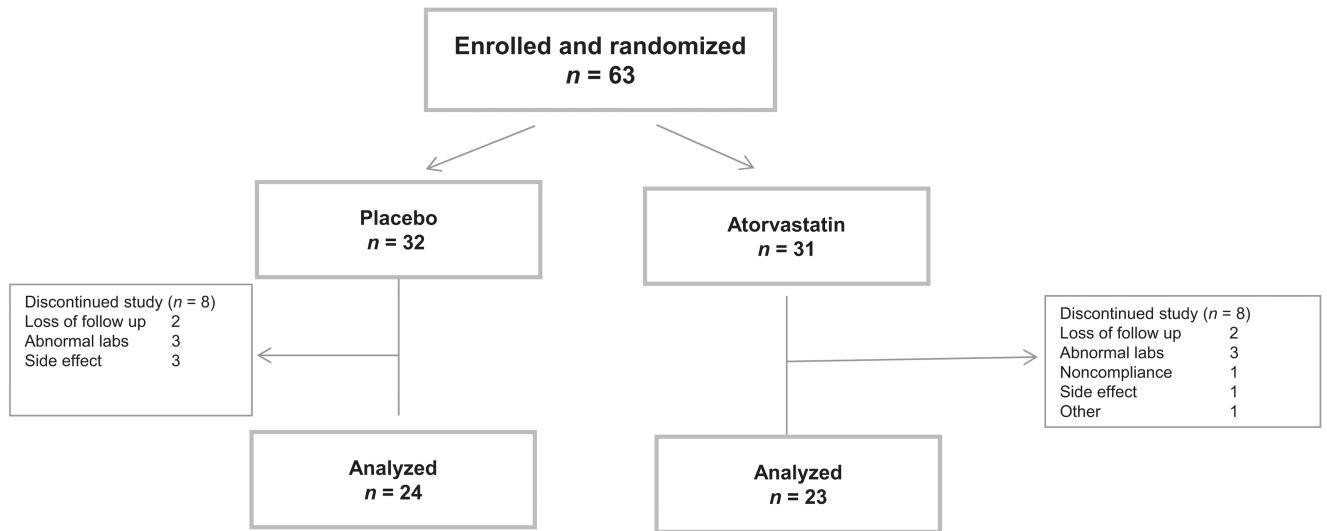 Enrolled and randomized
n = 63
Placebo
n = 32
Atorvastatin
n = 31
Discontinued study (n = 8)
Loss of follow up 2
Abnormal labs 3
Side effect 3
Discontinued study (n = 8)
Loss of follow up 2
Abnormal labs 3
Noncompliance 1
Side effect 1
Other 1
Analyzed
n = 24
Analyzed
n = 23